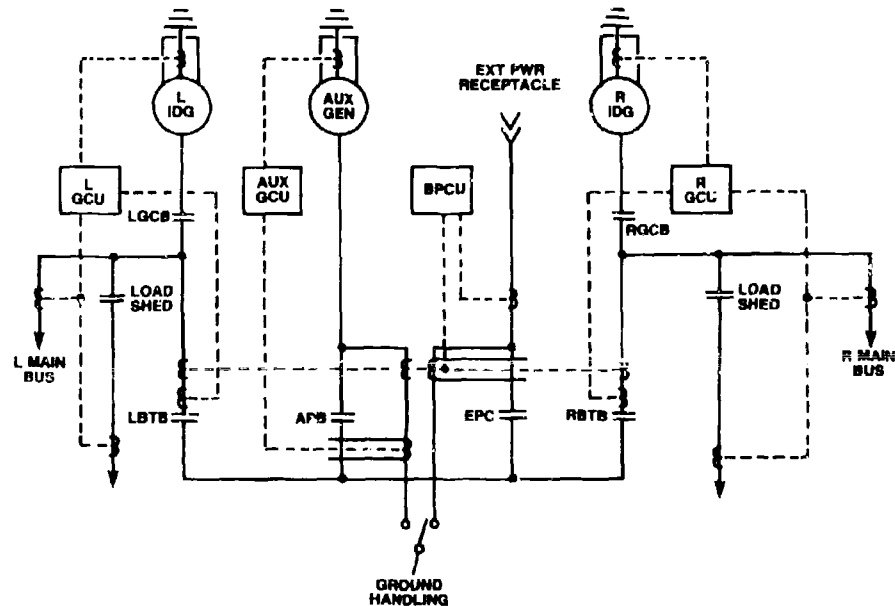 L
IDG
AUX
GEN
EXT PWR
RECEPTACLE
R
IDG
L
GCU
AUX
GCU
BPCU
R
GCU
LGCB
RGCB
LOAD
SHED
LOAD
SHED
L MAIN
BUS
R MAIN
BUS
LBTB
APB
EPC
RBTB
GROUND
HANDLING